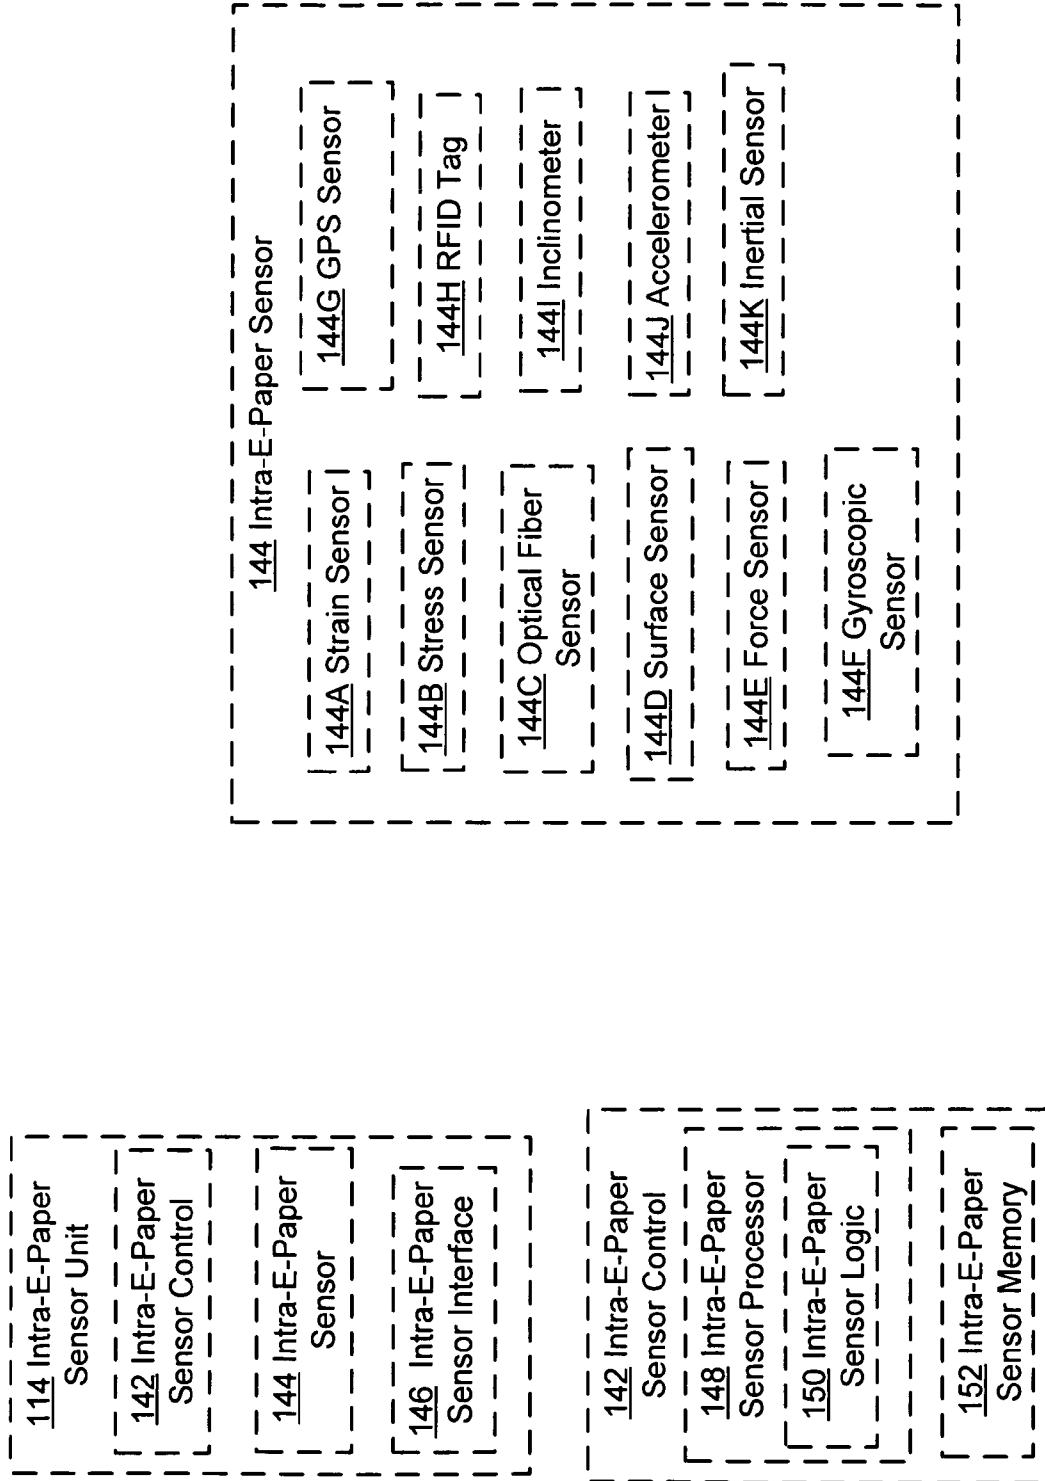 114 Intra-E-Paper
Sensor Unit
142 Intra-E-Paper
Sensor Control
144 Intra-E-Paper
Sensor
146 Intra-E-Paper
Sensor Interface
142 Intra-E-Paper
Sensor Control
148 Intra-E-Paper
Sensor Processor
150 Intra-E-Paper
Sensor Logic
152 Intra-E-Paper
Sensor Memory
144 Intra-E-Paper Sensor
144A Strain Sensor
144B Stress Sensor
144C Optical Fiber
Sensor
144D Surface Sensor
144E Force Sensor
144F Gyroscopic
Sensor
144G GPS Sensor
144H RFID Tag
144I Inclinometer
144J Accelerometer
144K Inertial Sensor